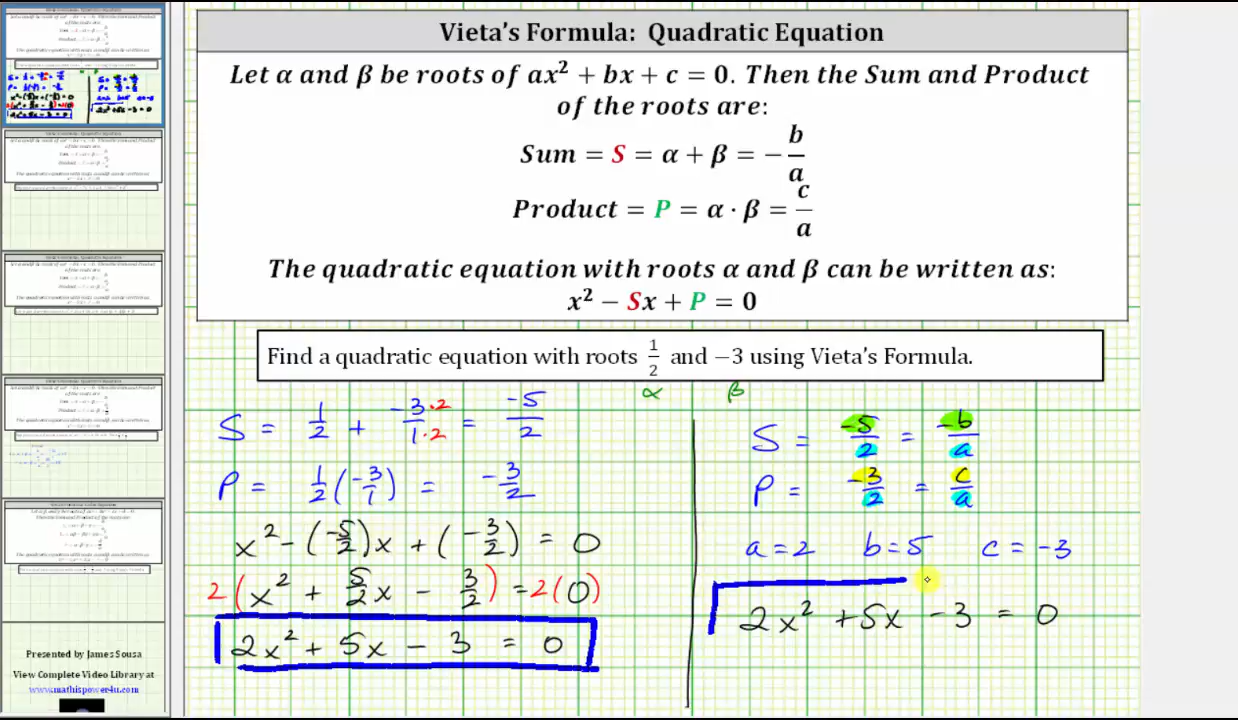 Vieta's Formula: Quadratic Equation
Let α and β be roots of ax² + bx + c = 0. Then the Sum and Product
of the roots are:
Sum = S = α + β = −b/a
Product = P = α · β = c/a
The quadratic equation with roots α and β can be written as:
x² − Sx + P = 0
Find a quadratic equation with roots 1/2 and −3 using Vieta's Formula.
α β
S = 1/2 + -3·2/1·2 = -5/2
P = 1/2(-3/1) = -3/2
x² - (-5/2)x + (-3/2) = 0
2(x² + 5/2x - 3/2) = 2(0)
2x² + 5x - 3 = 0
S = -5/2 = -b/a
P = -3/2 = c/a
a = 2 b = 5 c = -3
2x² + 5x - 3 = 0
Presented by James Sousa
View Complete Video Library at
www.mathispower4u.com